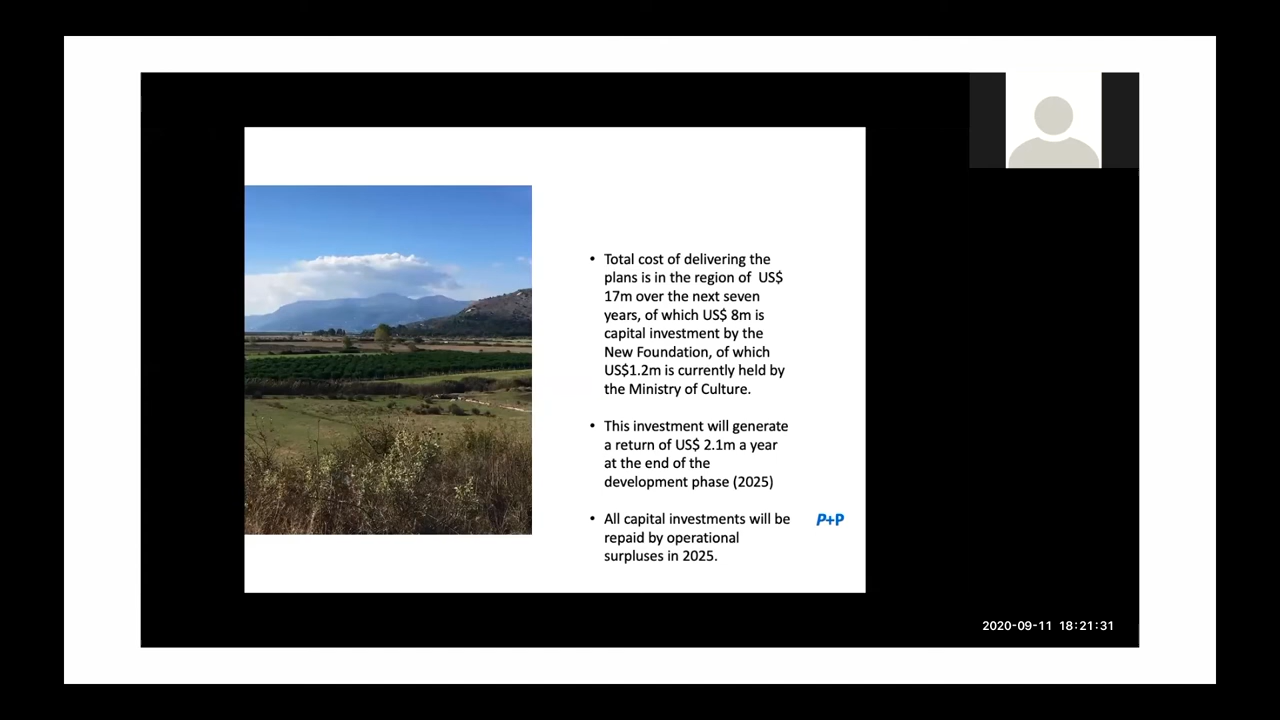 • Total cost of delivering the
plans is in the region of  US$
17m over the next seven
years, of which US$ 8m is
capital investment by the
New Foundation, of which
US$1.2m is currently held by
the Ministry of Culture.
• This investment will generate
a return of US$ 2.1m a year
at the end of the
development phase (2025)
• All capital investments will be
repaid by operational
surpluses in 2025.
P+P
2020-09-11 18:21:31